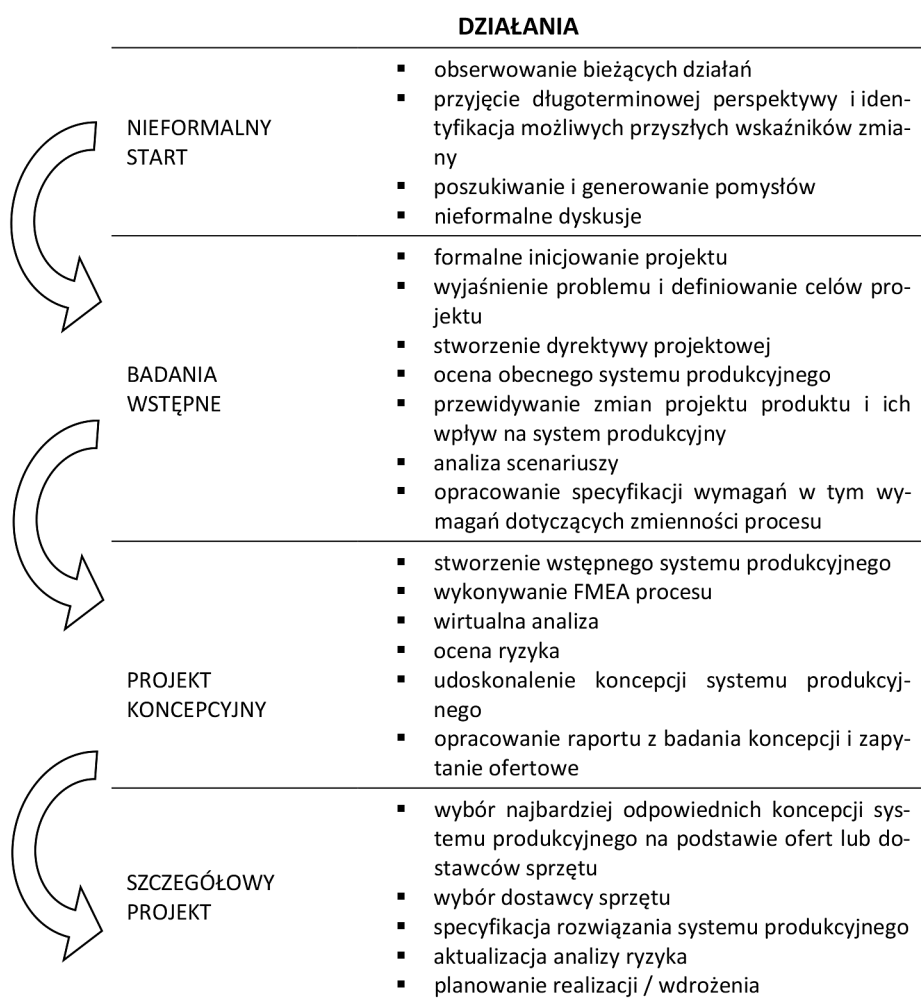 DZIAŁANIA
NIEFORMALNY
START
▪ obserwowanie bieżących działań
▪ przyjęcie długoterminowej perspektywy i iden-
tyfikacja możliwych przyszłych wskaźników zmia-
ny
▪ poszukiwanie i generowanie pomysłów
▪ nieformalne dyskusje
BADANIA
WSTĘPNE
▪ formalne inicjowanie projektu
▪ wyjaśnienie problemu i definiowanie celów pro-
jektu
▪ stworzenie dyrektywy projektowej
▪ ocena obecnego systemu produkcyjnego
▪ przewidywanie zmian projektu produktu i ich
wpływ na system produkcyjny
▪ analiza scenariuszy
▪ opracowanie specyfikacji wymagań w tym wy-
magań dotyczących zmienności procesu
PROJEKT
KONCEPCYJNY
▪ stworzenie wstępnego systemu produkcyjnego
▪ wykonywanie FMEA procesu
▪ wirtualna analiza
▪ ocena ryzyka
▪ udoskonalenie koncepcji systemu produkcyj-
nego
▪ opracowanie raportu z badania koncepcji i zapy-
tanie ofertowe
SZCZEGÓŁOWY
PROJEKT
▪ wybór najbardziej odpowiednich koncepcji sys-
temu produkcyjnego na podstawie ofert lub do-
stawców sprzętu
▪ wybór dostawcy sprzętu
▪ specyfikacja rozwiązania systemu produkcyjnego
▪ aktualizacja analizy ryzyka
▪ planowanie realizacji / wdrożenia